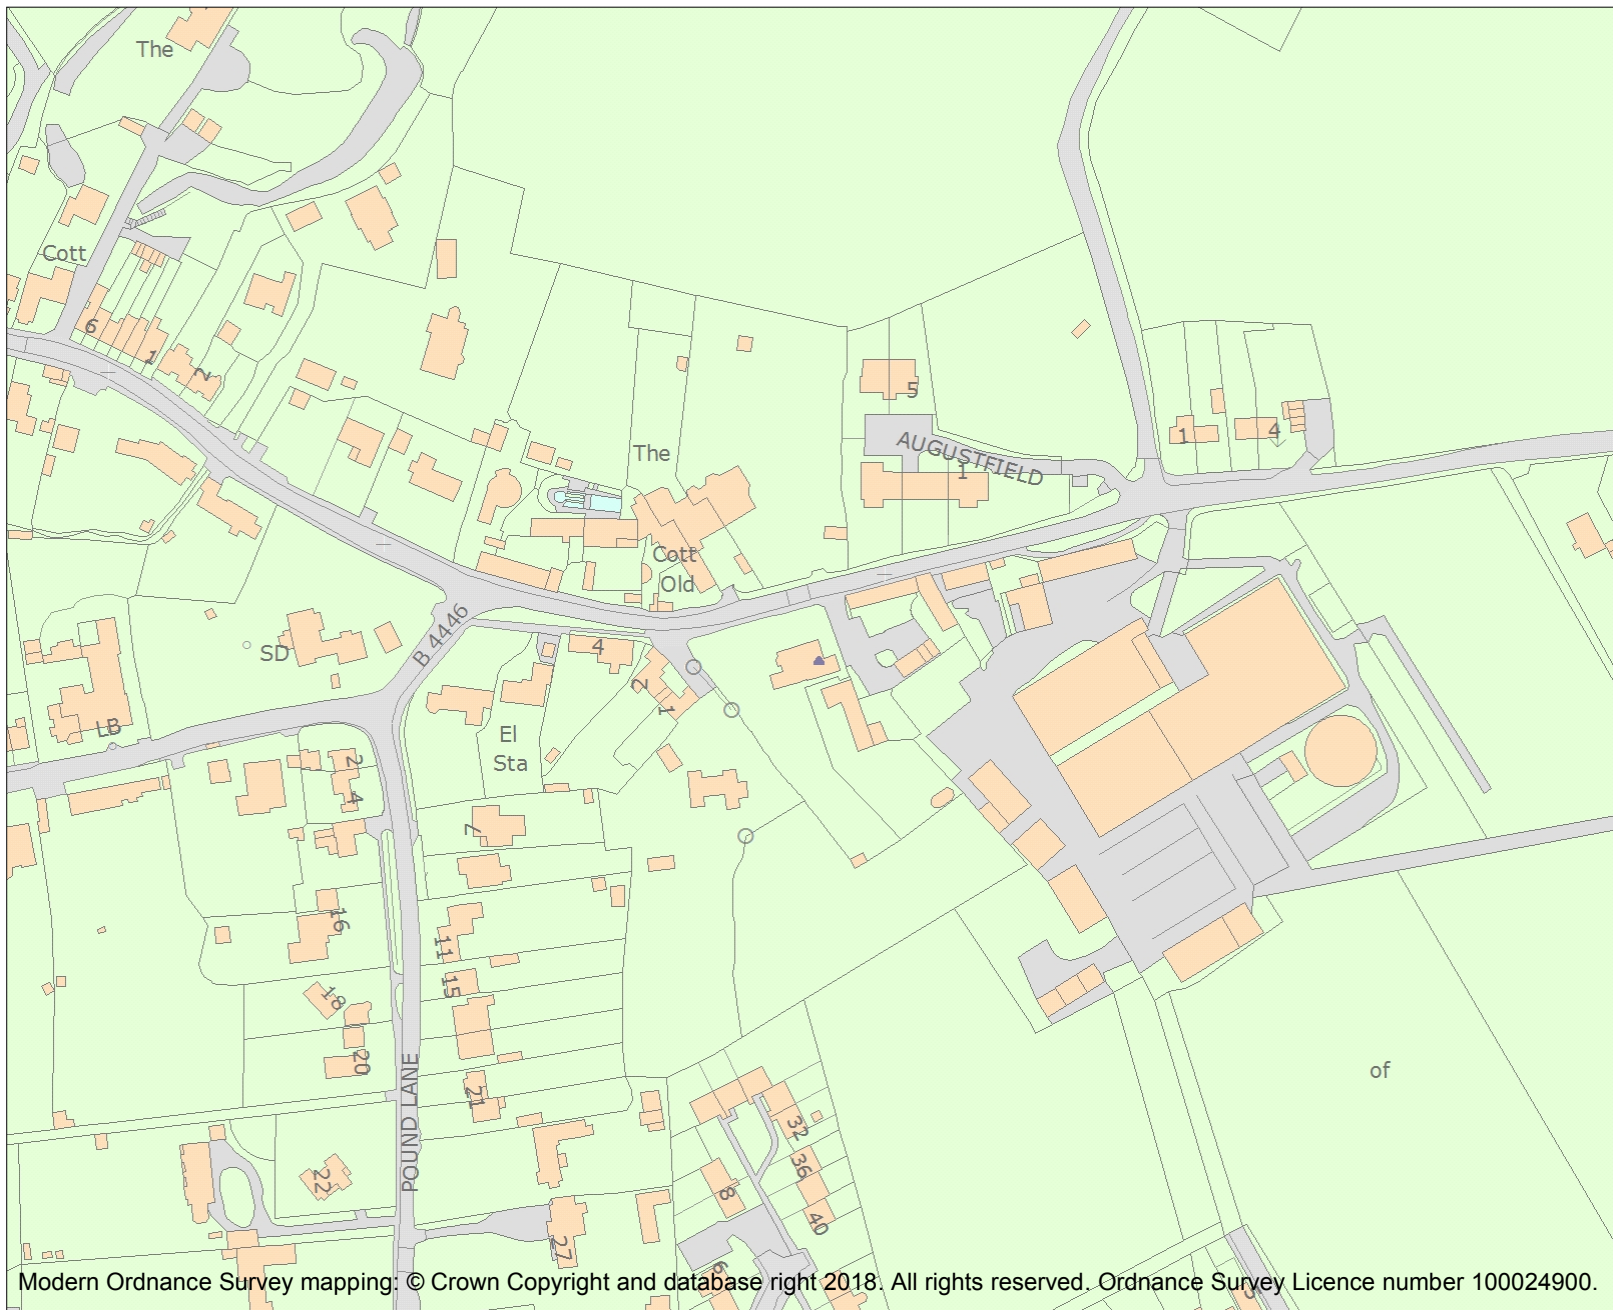 The
Cott
6
1
2
5
AUGUSTFIELD
1
1
4
The
Cott
Old
B 4446
SD
4
2
1
LB
El
Sta
2
4
7
16
11
15
18
20
21
POUND LANE
of
32
36
8
40
22
27
6
3
Modern Ordnance Survey mapping: © Crown Copyright and database right 2018. All rights reserved. Ordnance Survey Licence number 100024900.